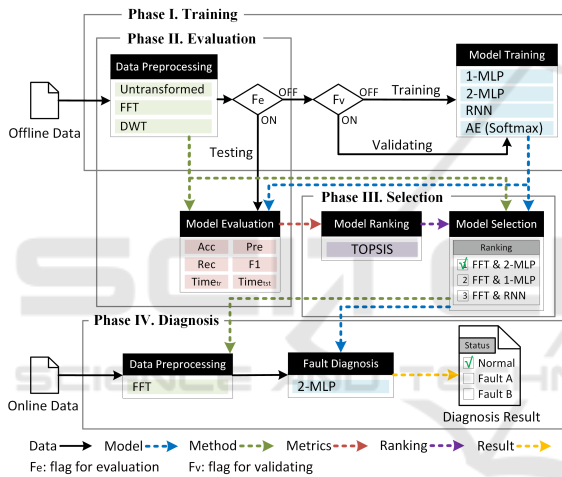 Phase I. Training
Phase II. Evaluation
Data Preprocessing
Untransformed
FFT
DWT
Offline Data
Fe
OFF
ON
Fv
OFF
ON
Training
Validating
Testing
Model Training
1-MLP
2-MLP
RNN
AE (Softmax)
Phase III. Selection
Model Evaluation
Acc Pre
Rec F1
Timetr Timetst
Model Ranking
TOPSIS
Model Selection
Ranking
1 FFT & 2-MLP
2 FFT & 1-MLP
3 FFT & RNN
Phase IV. Diagnosis
Online Data
Data Preprocessing
FFT
Fault Diagnosis
2-MLP
Status
Normal
Fault A
Fault B
Diagnosis Result
SCIENCE AND TECHN
Data Model Method Metrics Ranking Result
Fe: flag for evaluation Fv: flag for validating